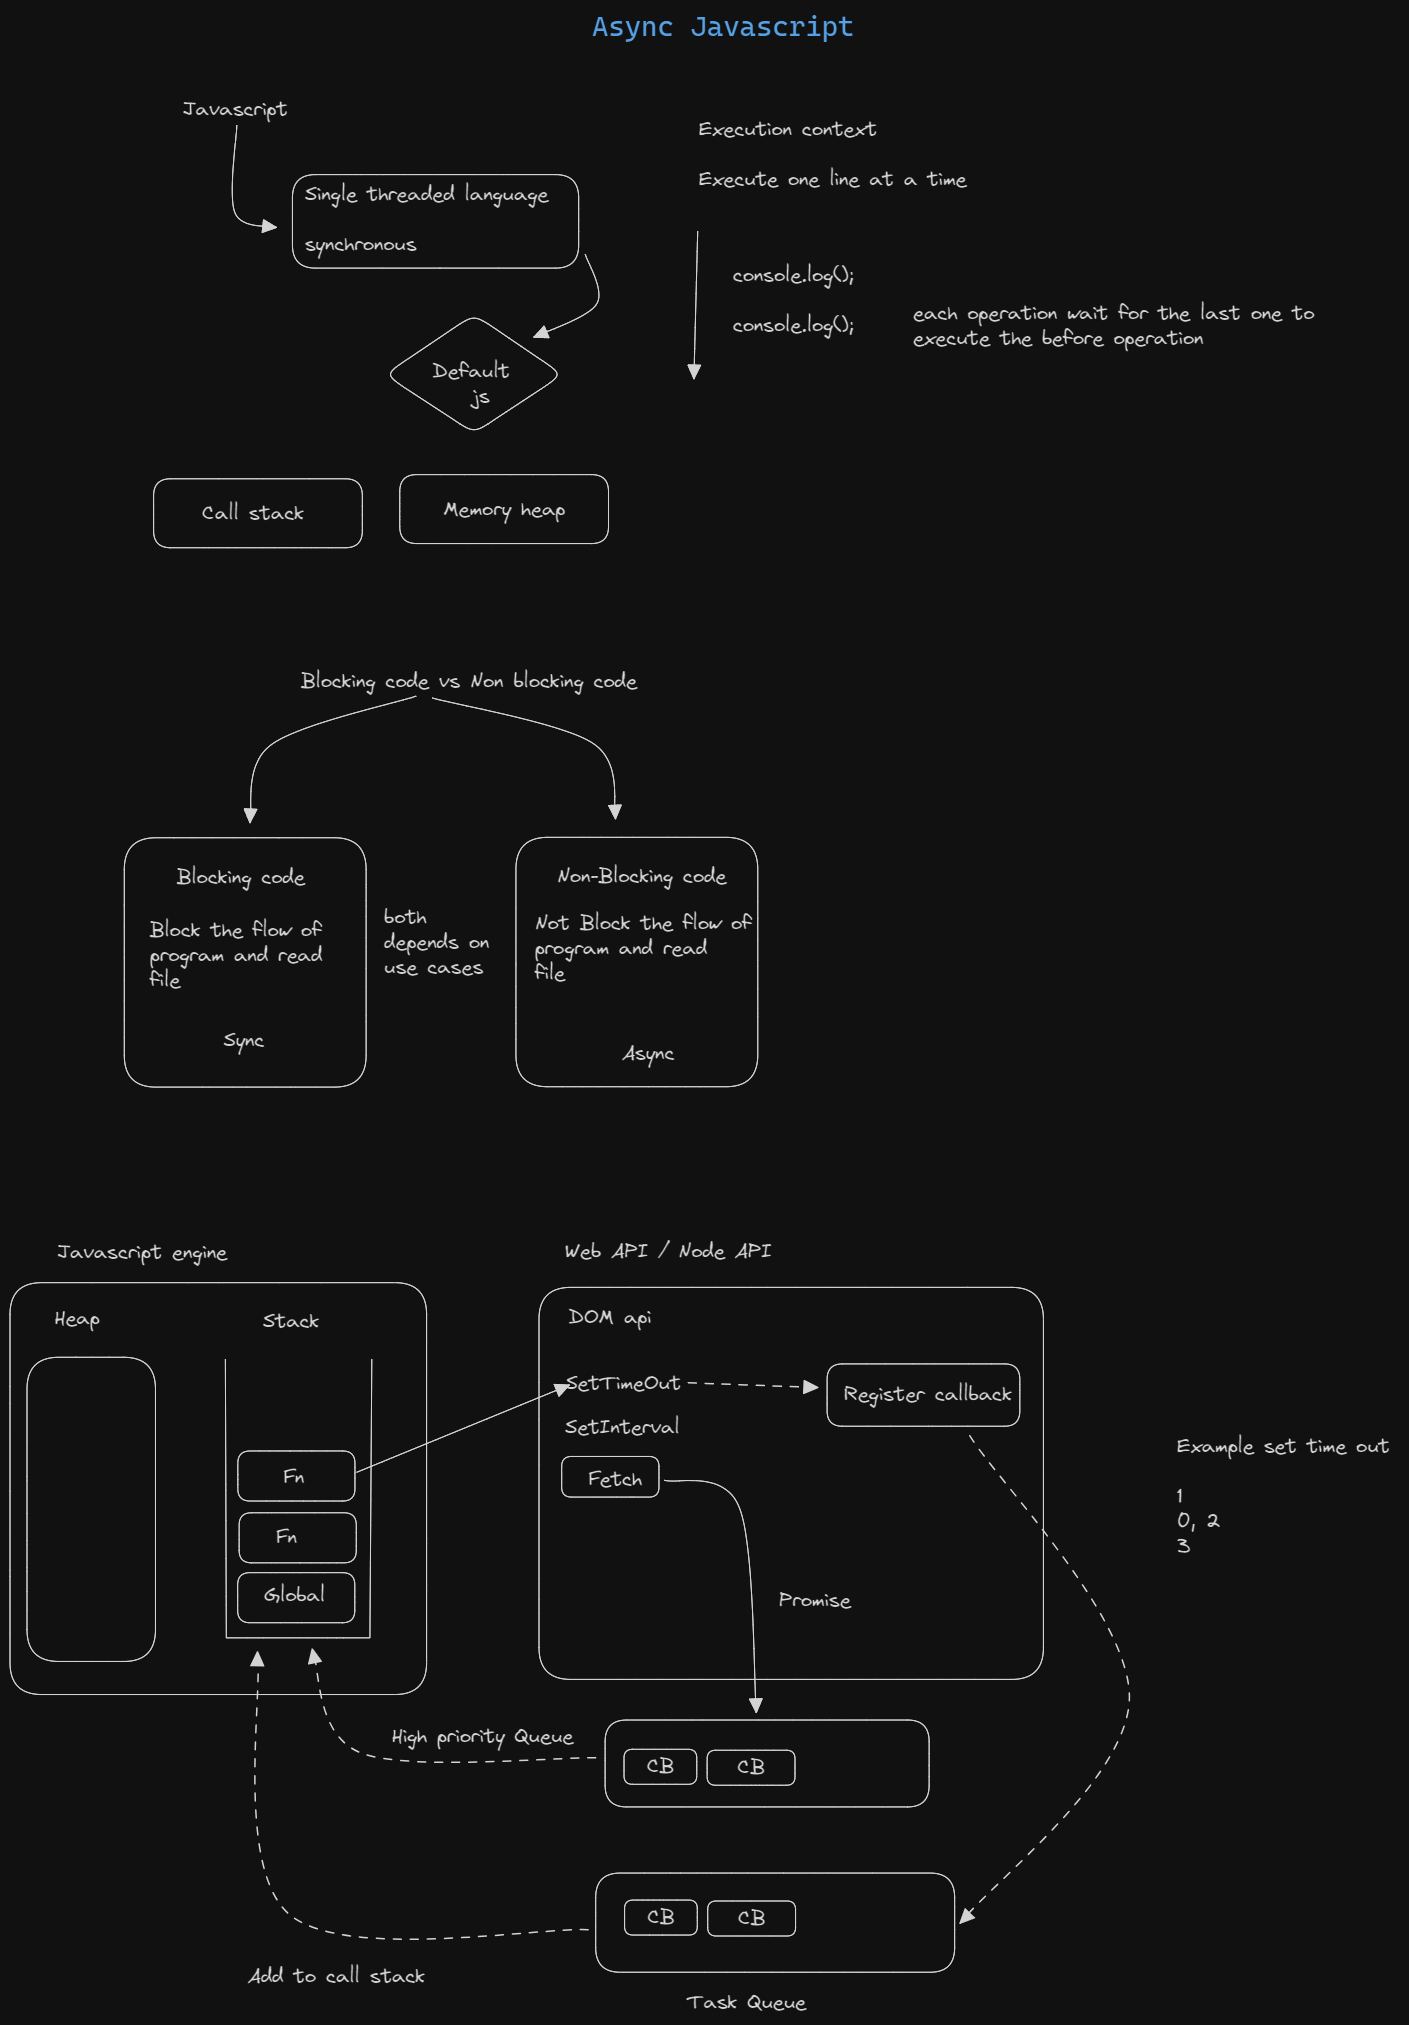 Async Javascript
Javascript
Single threaded language
synchronous
Default
js
Call stack
Memory heap
Execution context
Execute one line at a time
console.log();
console.log();
each operation wait for the last one to
execute the before operation
Blocking code vs Non blocking code
Blocking code
Block the flow of
program and read
file
Sync
both
depends on
use cases
Non-Blocking code
Not Block the flow of
program and read
file
Async
Javascript engine
Heap
Stack
Fn
Fn
Global
Web API / Node API
DOM api
SetTimeOut
Register callback
SetInterval
Fetch
Promise
Example set time out
1
0, 2
3
High priority Queue
CB
CB
CB
CB
Add to call stack
Task Queue